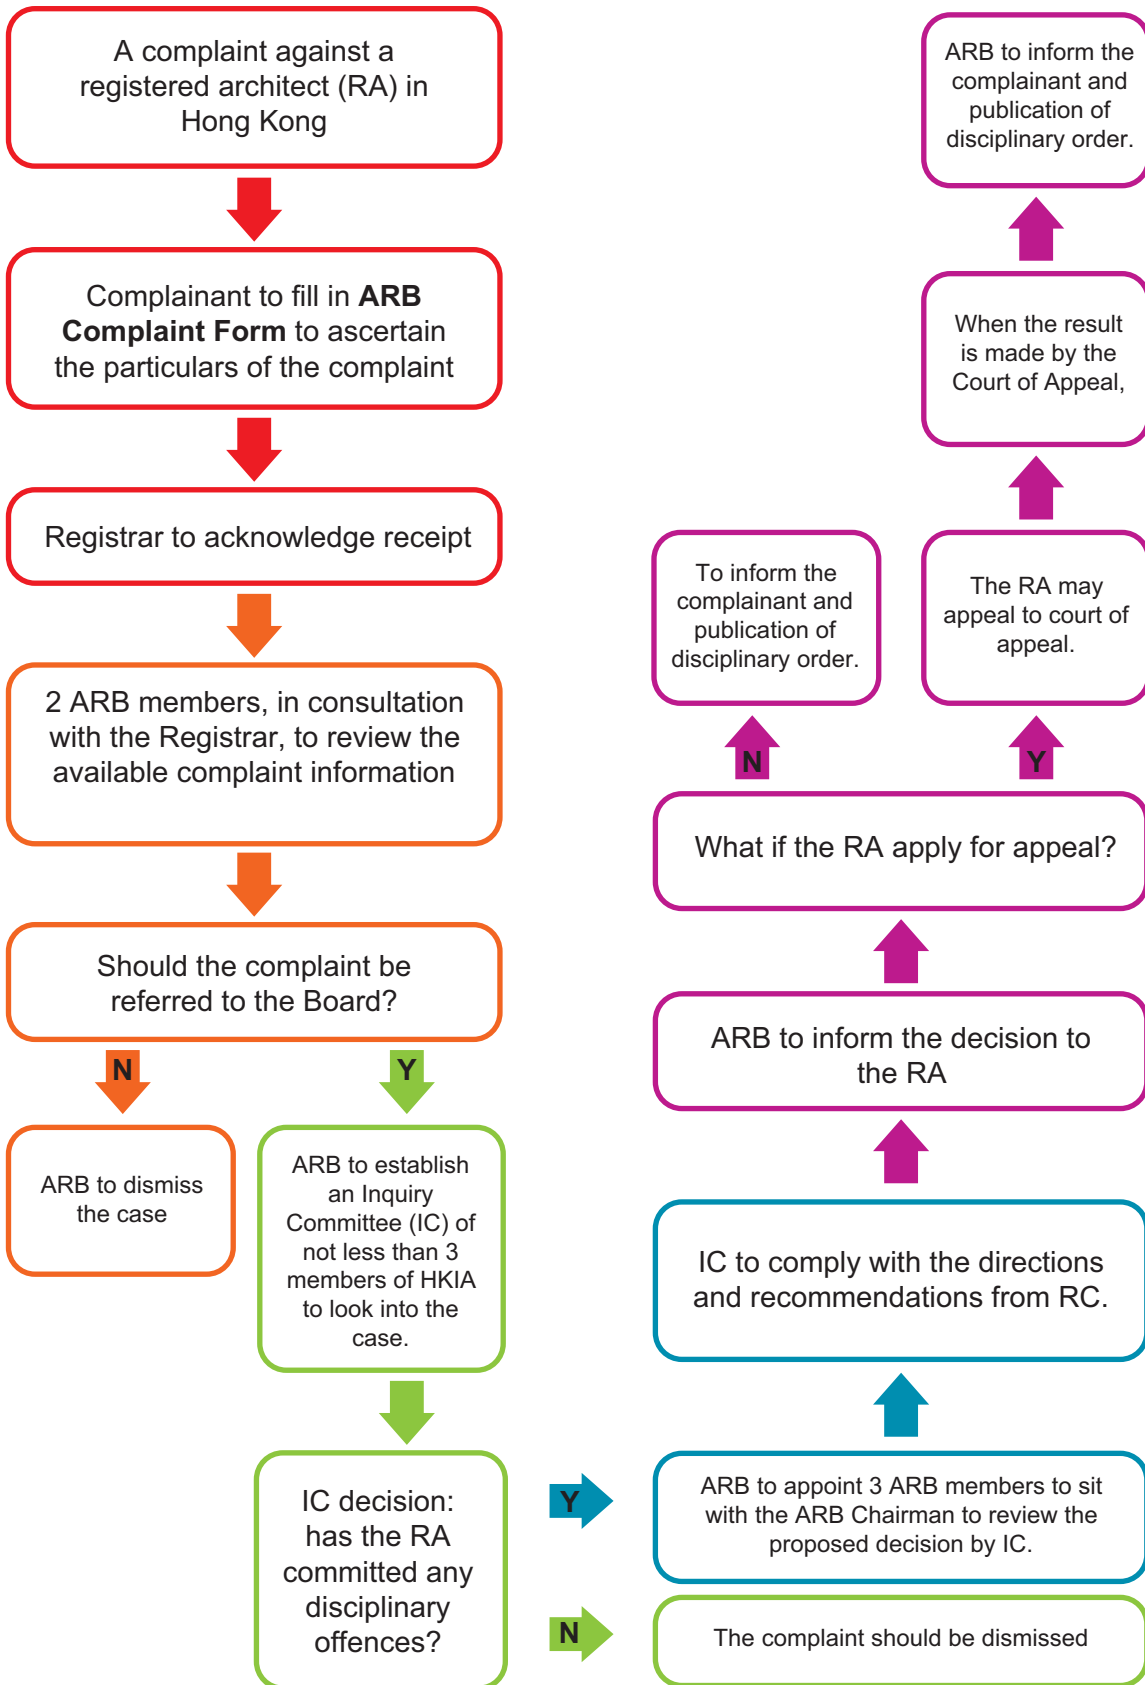 A complaint against a
registered architect (RA) in
Hong Kong
Complainant to fill in ARB
Complaint Form to ascertain
the particulars of the complaint
Registrar to acknowledge receipt
2 ARB members, in consultation
with the Registrar, to review the
available complaint information
Should the complaint be
referred to the Board?
N
Y
ARB to dismiss
the case
ARB to establish
an Inquiry
Committee (IC) of
not less than 3
members of HKIA
to look into the
case.
IC decision:
has the RA
committed any
disciplinary
offences?
Y
N
ARB to appoint 3 ARB members to sit
with the ARB Chairman to review the
proposed decision by IC.
The complaint should be dismissed
IC to comply with the directions
and recommendations from RC.
ARB to inform the decision to
the RA
What if the RA apply for appeal?
N
Y
To inform the
complainant and
publication of
disciplinary order.
The RA may
appeal to court of
appeal.
When the result
is made by the
Court of Appeal,
ARB to inform the
complainant and
publication of
disciplinary order.